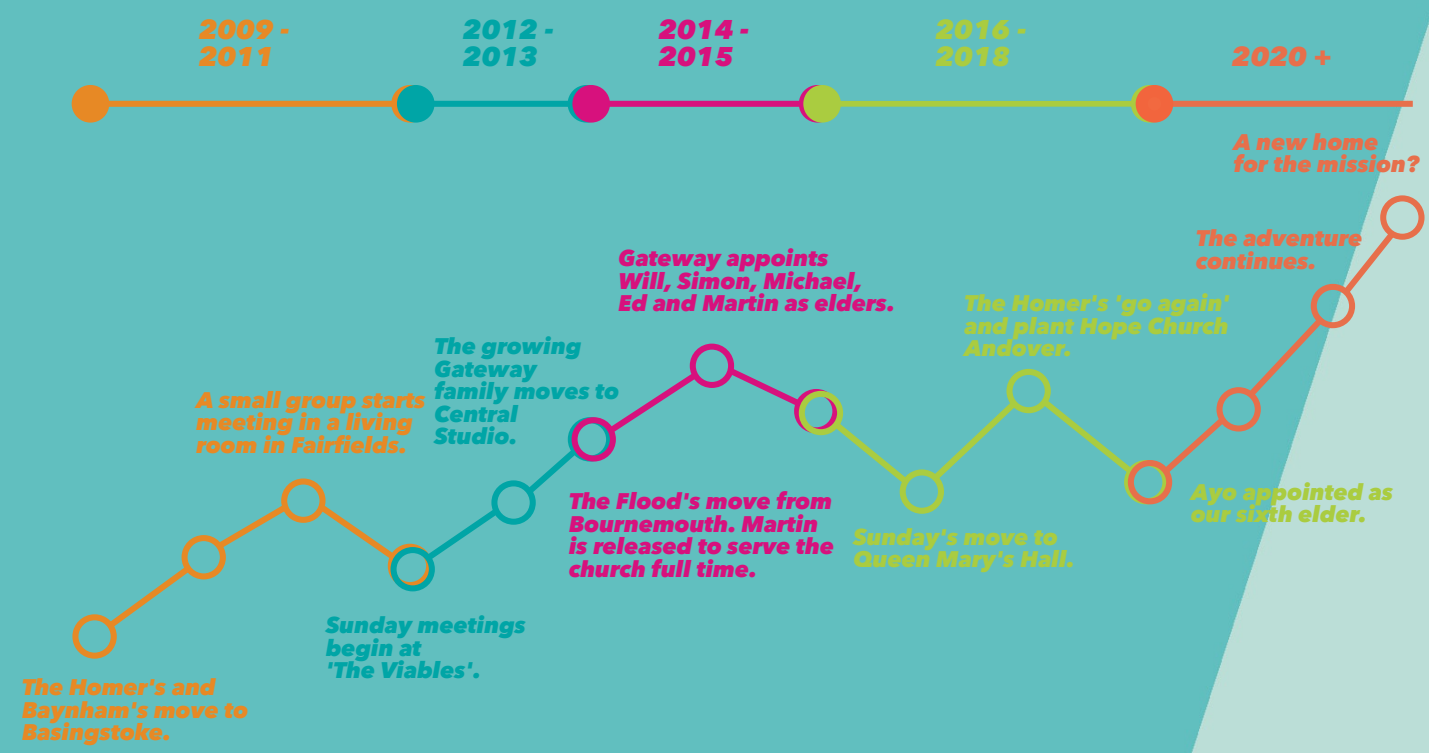 2009 -
2011
2012 -
2013
2014 -
2015
2016 -
2018
2020 +
A new home
for the mission?
The adventure
continues.
Gateway appoints
Will, Simon, Michael,
Ed and Martin as elders.
The Homer's 'go again'
and plant Hope Church
Andover.
The growing
Gateway
family moves to
Central
Studio.
A small group starts
meeting in a living
room in Fairfields.
Ayo appointed as
our sixth elder.
The Flood's move from
Bournemouth. Martin
is released to serve the
church full time.
Sunday's move to
Queen Mary's Hall.
Sunday meetings
begin at
'The Viables'.
The Homer's and
Baynham's move to
Basingstoke.